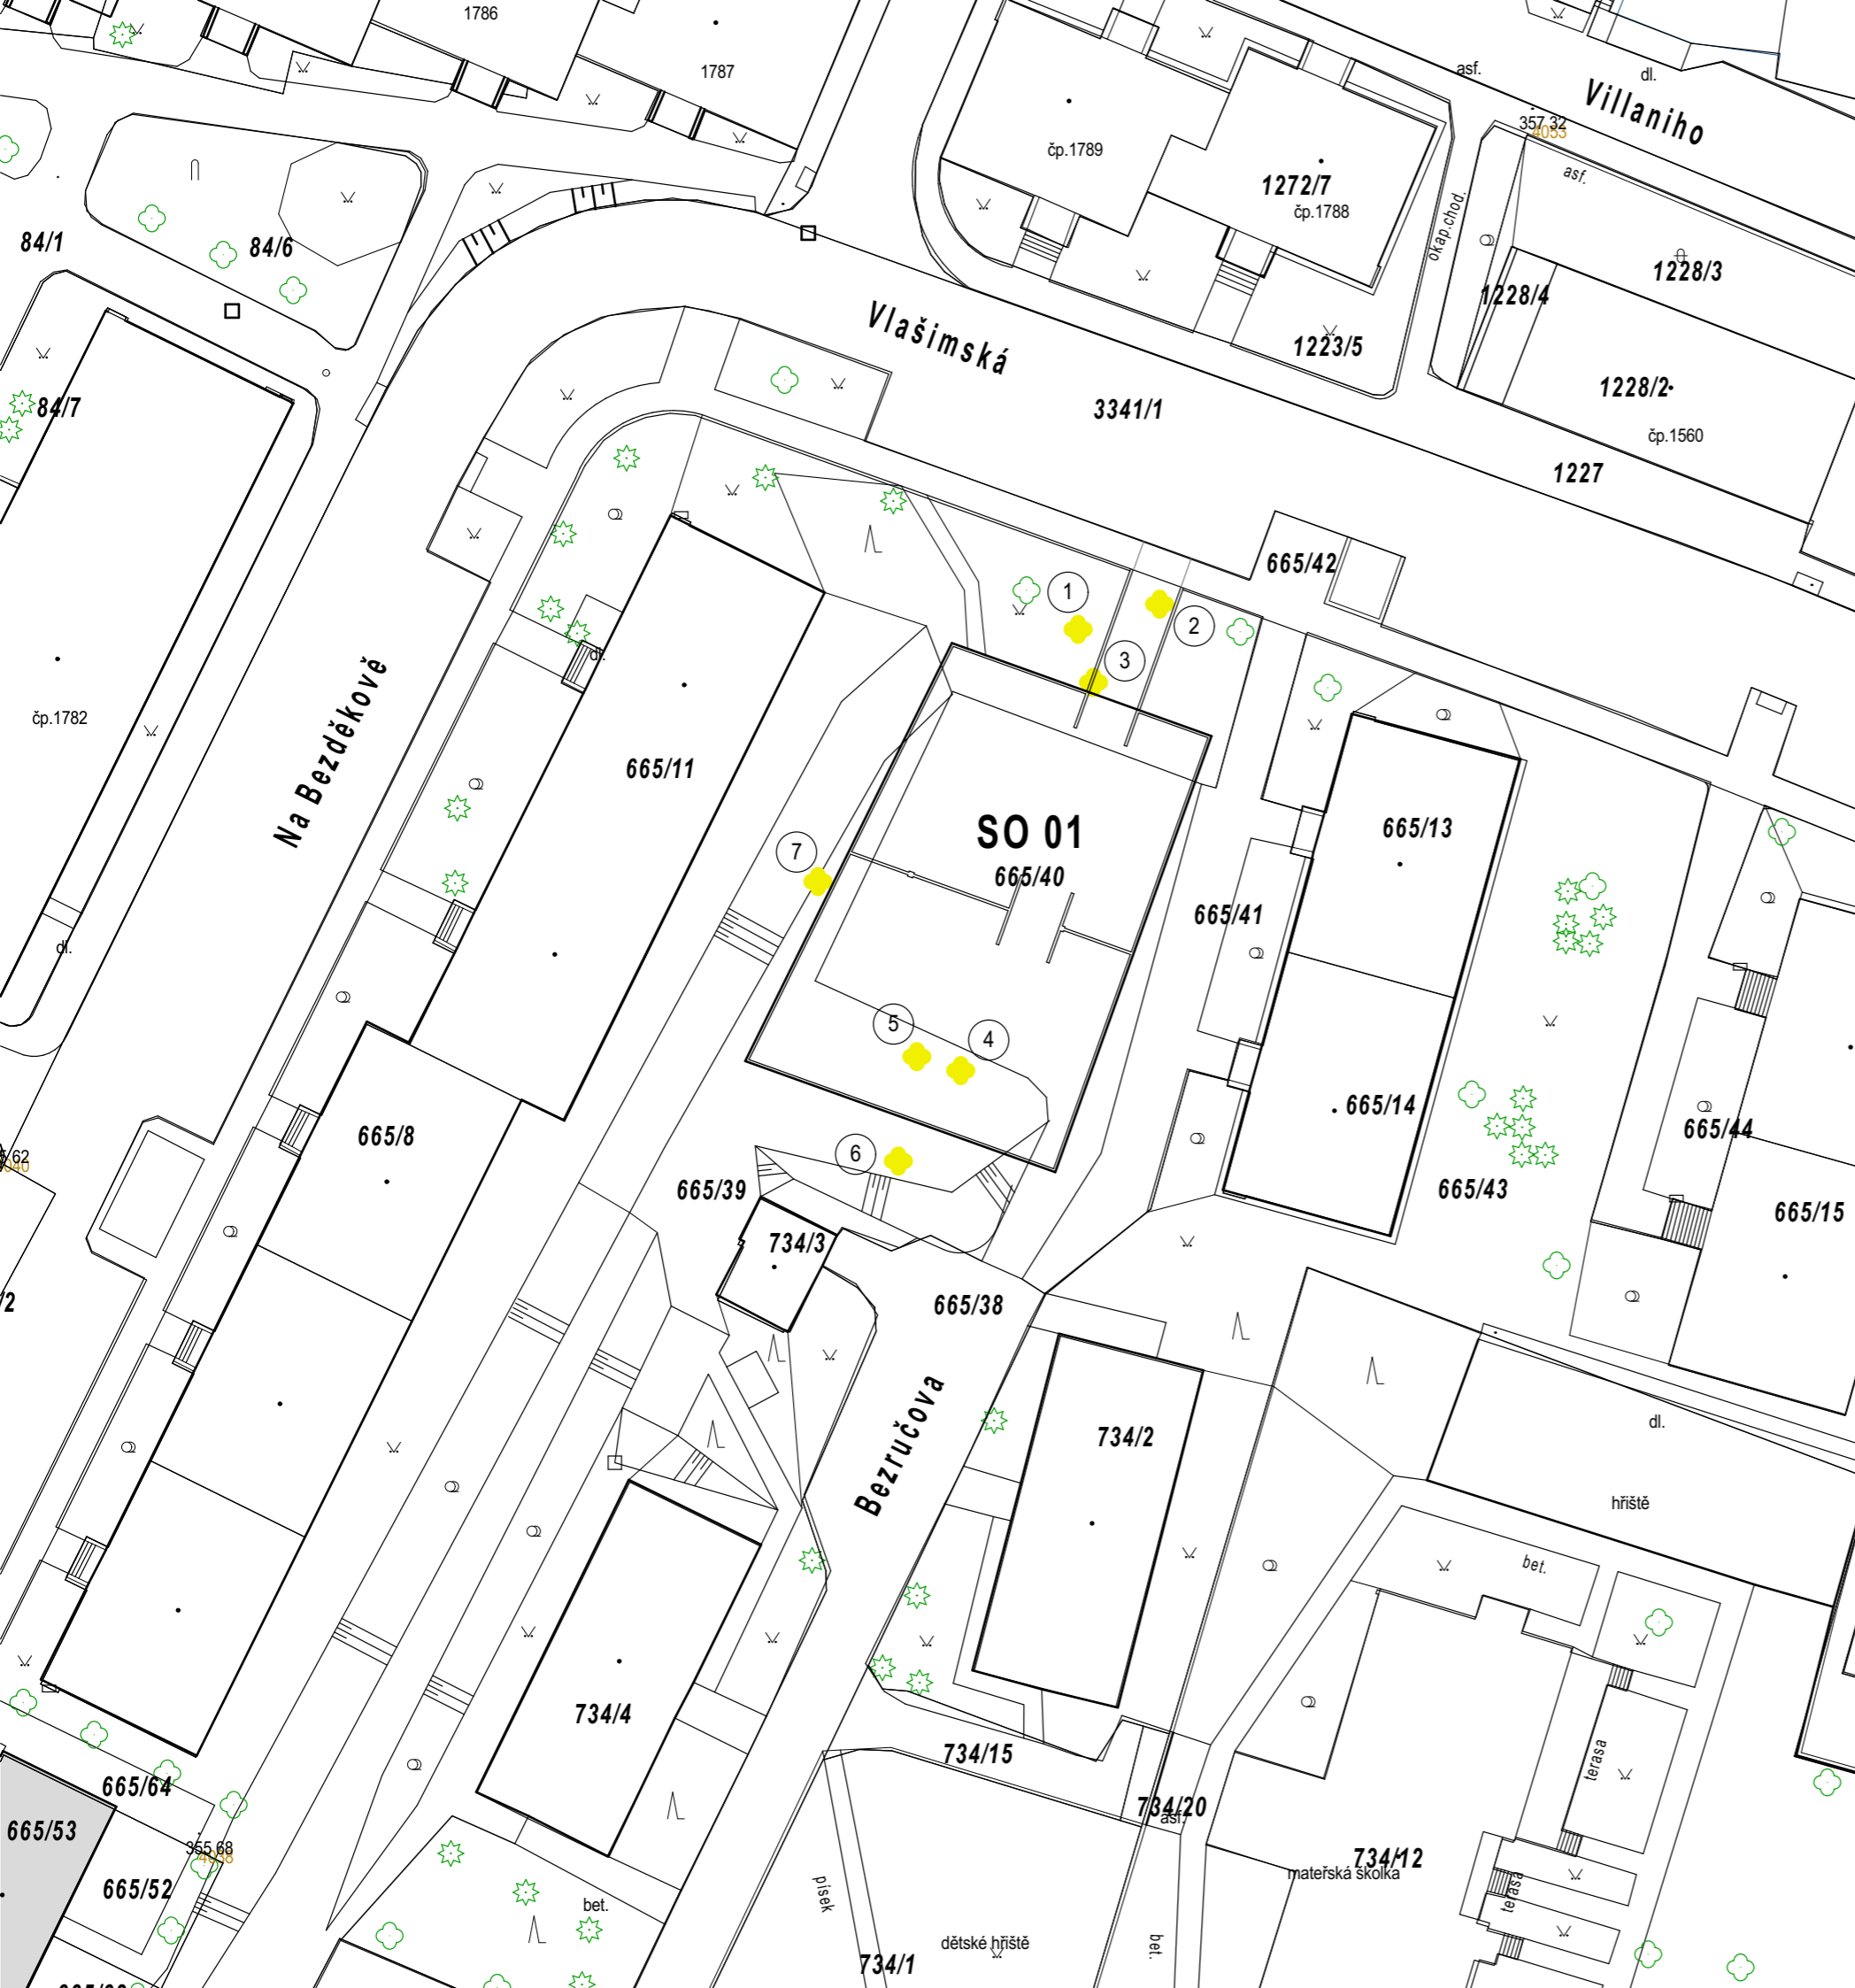 1786
1787
asf.
dl.
Villaniho
357,32
4053
čp.1789
1272/7
čp.1788
asf.
okap.chod.
84/1
84/6
1228/3
1228/4
Vlašimská
1223/5
1228/2
84/7
3341/1
čp.1560
1227
665/42
1
2
3
dl.
Na Bezděkově
čp.1782
665/11
SO 01
665/40
665/13
7
665/41
dl.
5
4
665/14
665/8
665/44
6
665/39
665/43
665/15
734/3
/2
665/38
Bezručova
734/2
dl.
hřiště
bet.
734/4
734/15
terasa
665/64
734/20
asf.
665/53
355,68
4038
734/12
mateřská školka
665/52
písek
terasa
bet.
dětské hřiště
bet.
734/1